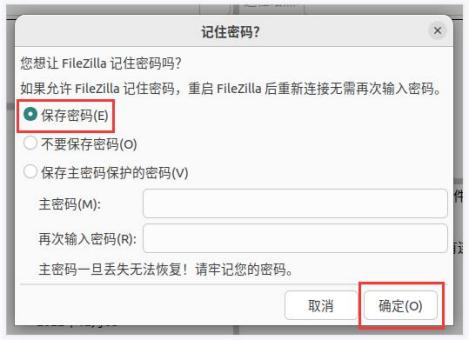 记住密码?
您想让 FileZilla 记住密码吗?
如果允许 FileZilla 记住密码，重启 FileZilla 后重新连接无需再次输入密码。
保存密码(E)
不要保存密码(O)
保存主密码保护的密码(V)
主密码(M):
再次输入密码(R):
主密码一旦丢失无法恢复！请牢记您的密码。
取消 确定(O)